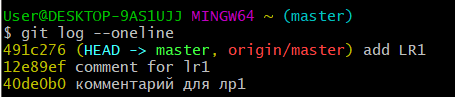 User@DESKTOP-9AS1UJJ MINGW64 ~ (master)
$ git log --oneline
491c276 (HEAD -> master, origin/master) add LR1
12e89ef comment for lr1
40de0b0 комментарий для лр1